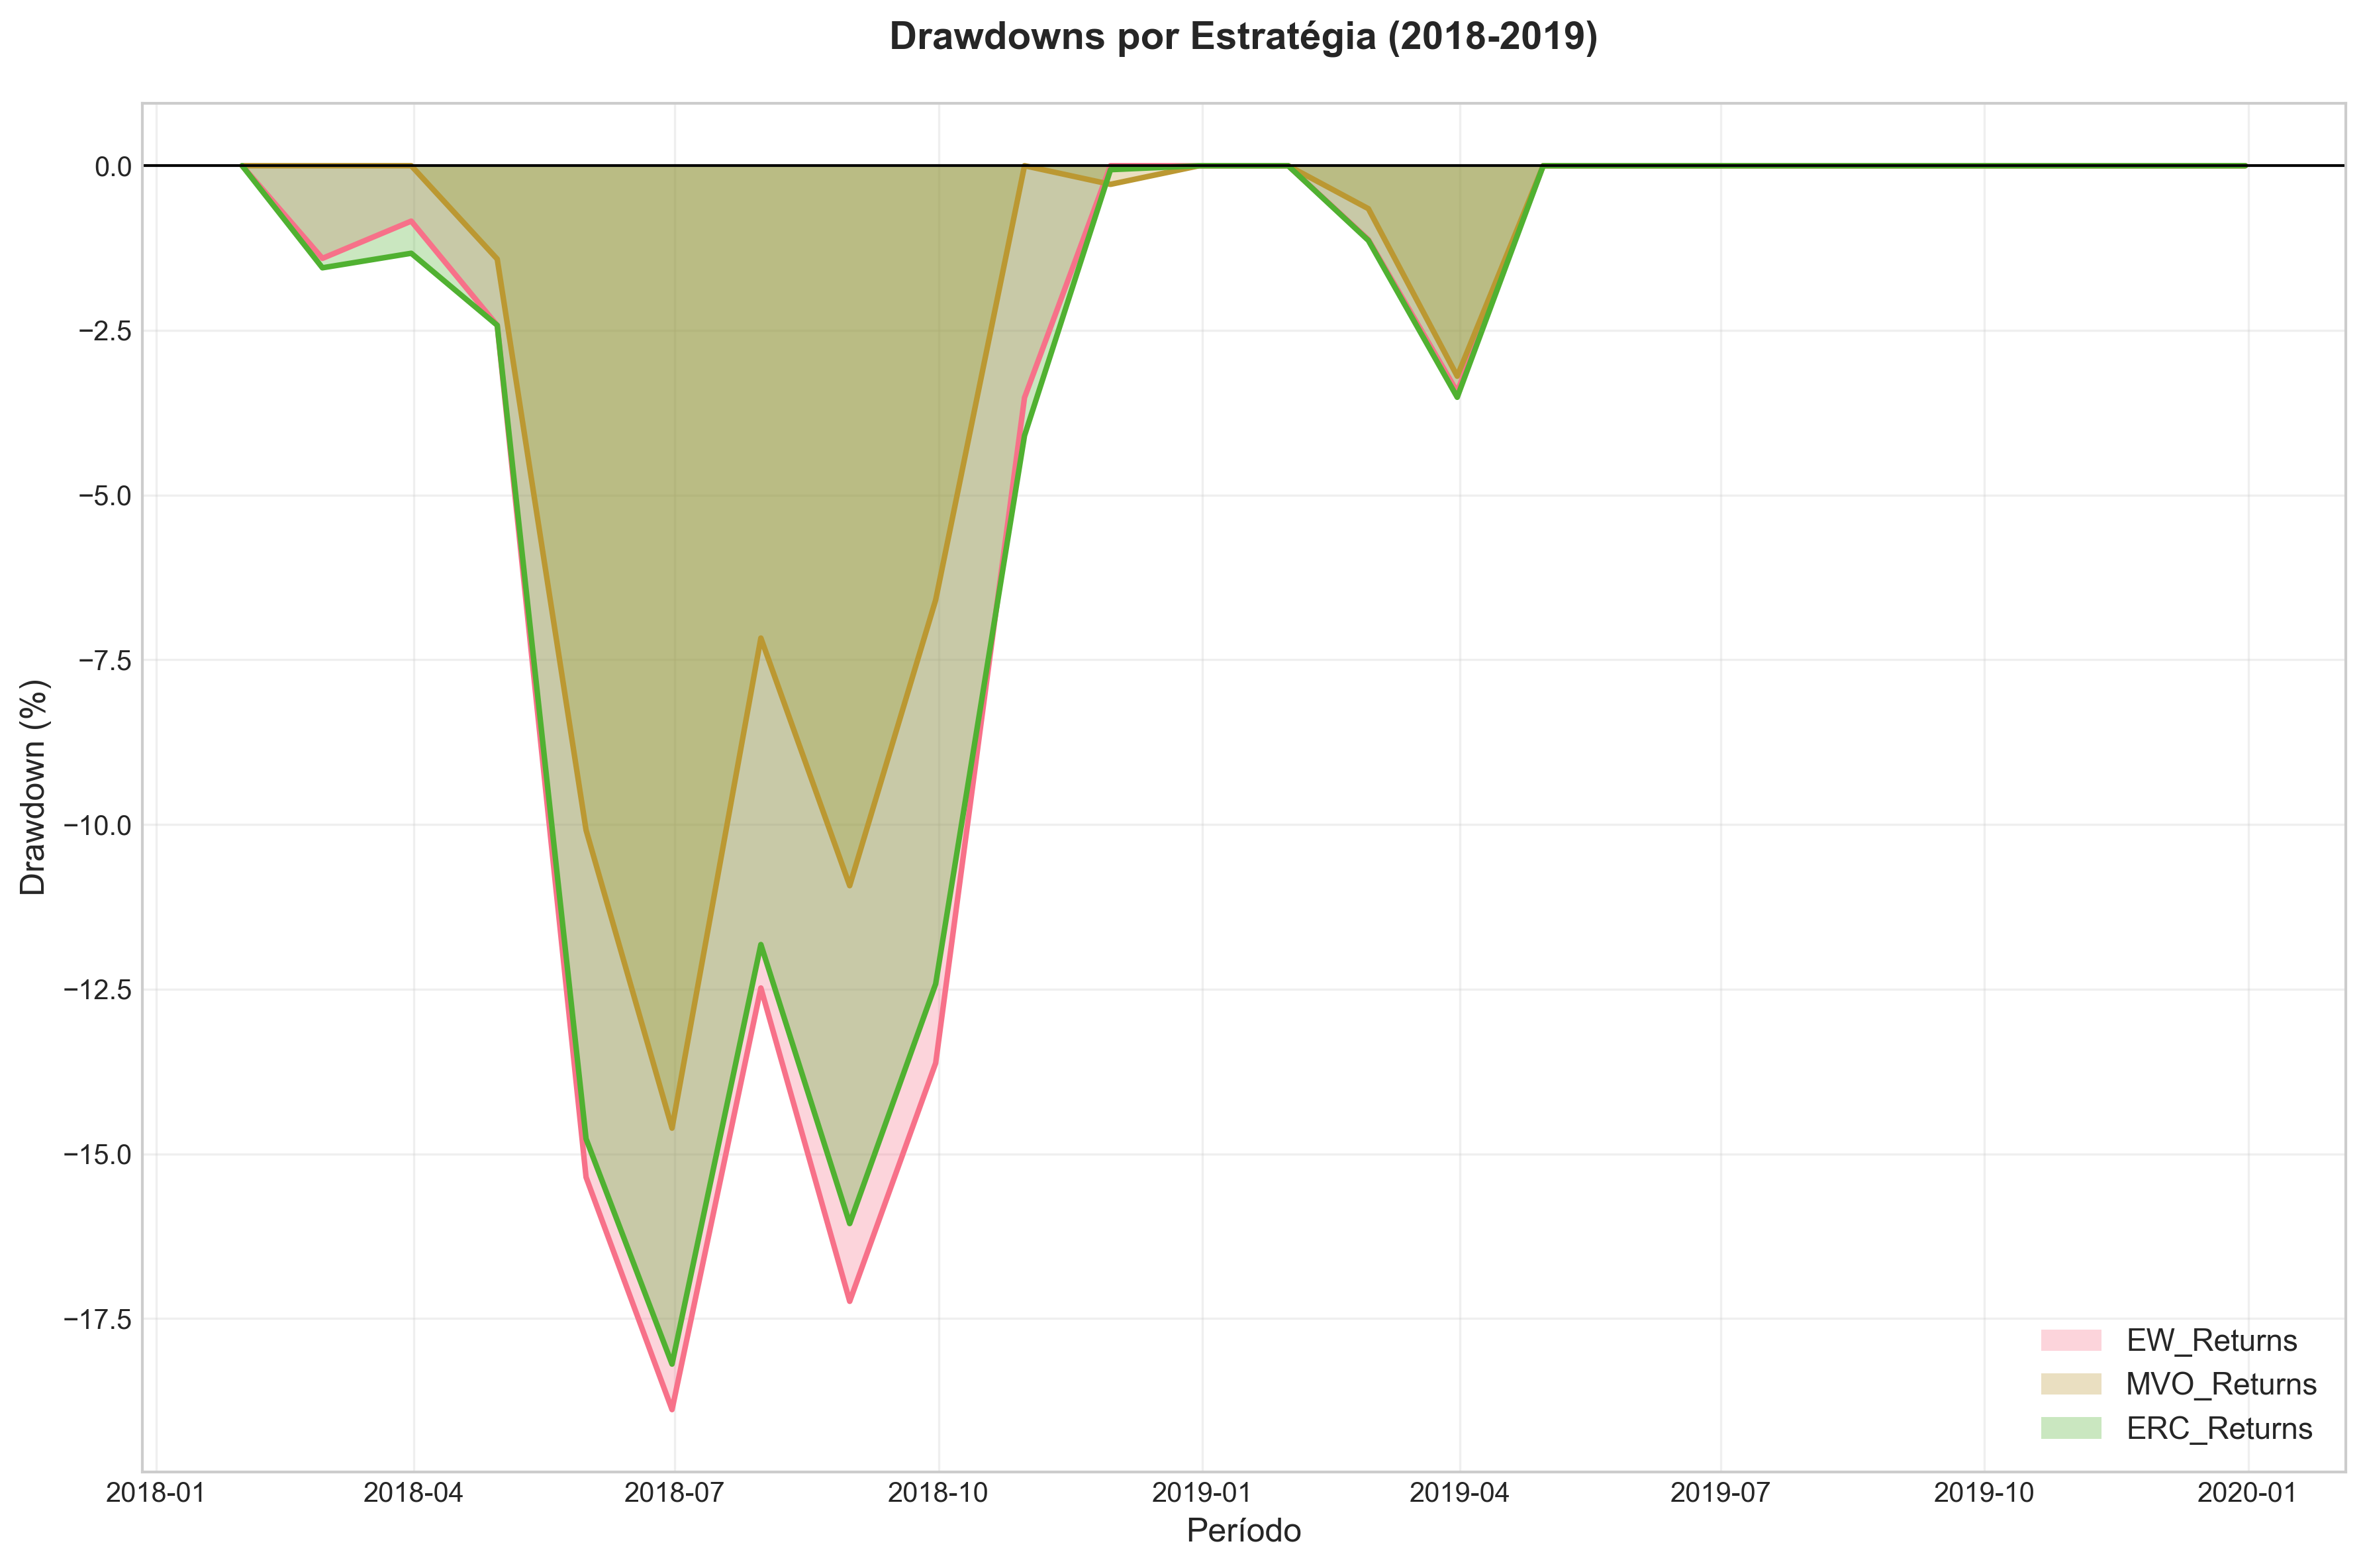 Drawdowns por Estratégia (2018-2019)
0.0
−2.5
−5.0
−7.5
−10.0
−12.5
−15.0
−17.5
Drawdown (%)
EW_Returns
MVO_Returns
ERC_Returns
2018-01 2018-04 2018-07 2018-10 2019-01 2019-04 2019-07 2019-10 2020-01
Período